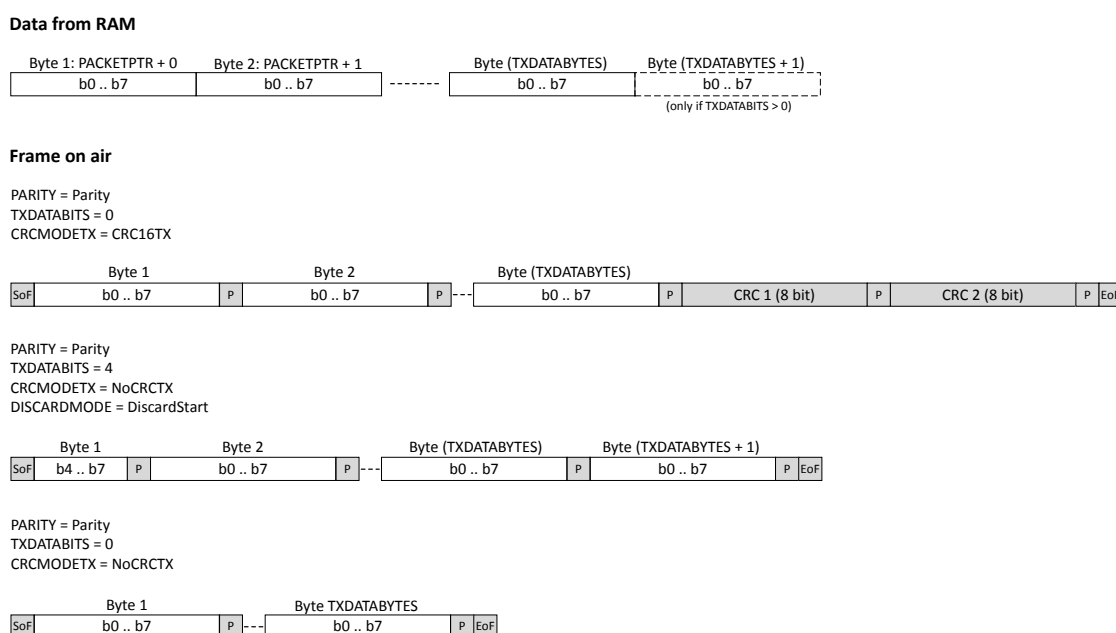 Data from RAM
Byte 1: PACKETPTR + 0 Byte 2: PACKETPTR + 1 Byte (TXDATABYTES) Byte (TXDATABYTES + 1)
b0 .. b7 b0 .. b7 b0 .. b7 b0 .. b7
(only if TXDATABITS > 0)
Frame on air
PARITY = Parity
TXDATABITS = 0
CRCMODETX = CRC16TX
Byte 1 Byte 2 Byte (TXDATABYTES)
SoF b0 .. b7 P b0 .. b7 P b0 .. b7 P CRC 1 (8 bit) P CRC 2 (8 bit) P EoF
PARITY = Parity
TXDATABITS = 4
CRCMODETX = NoCRCTX
DISCARDMODE = DiscardStart
Byte 1 Byte 2 Byte (TXDATABYTES) Byte (TXDATABYTES + 1)
SoF b4 .. b7 P b0 .. b7 P b0 .. b7 P b0 .. b7 P EoF
PARITY = Parity
TXDATABITS = 0
CRCMODETX = NoCRCTX
Byte 1 Byte TXDATABYTES
SoF b0 .. b7 P b0 .. b7 P EoF